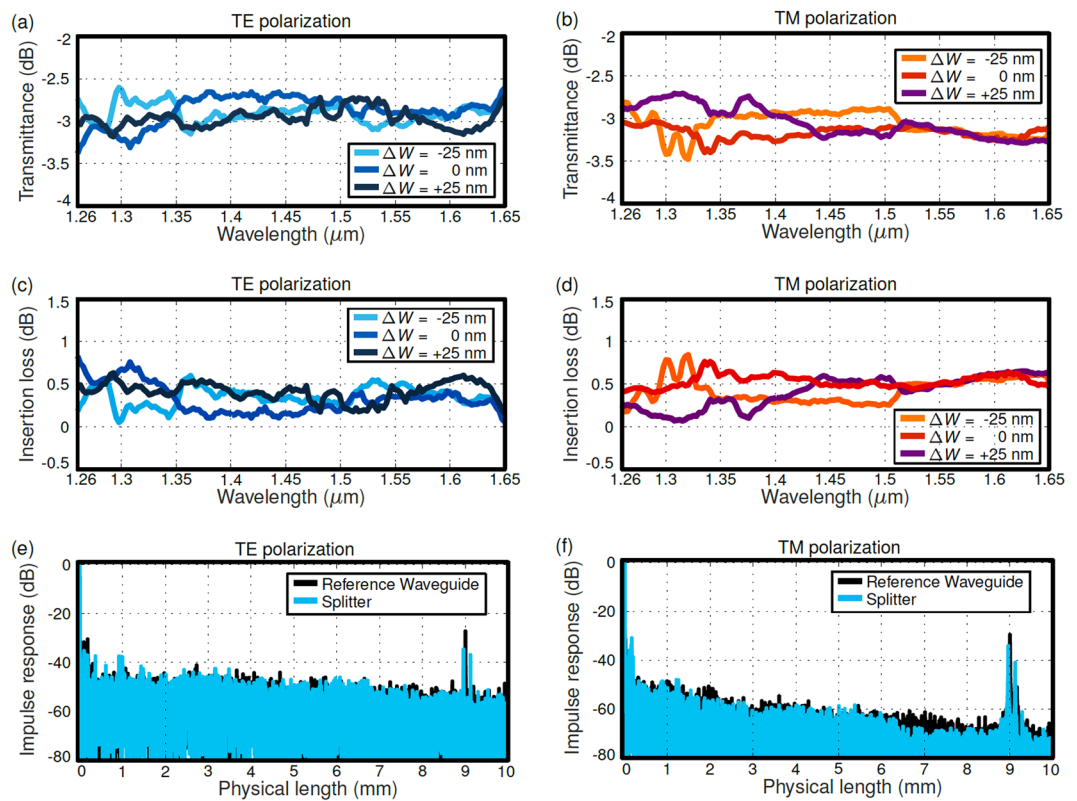 (a) TE polarization
Transmittance (dB)
-2
-2.5
-3
-3.5
-4
ΔW = -25 nm
ΔW = 0 nm
ΔW = +25 nm
1.26 1.3 1.35 1.4 1.45 1.5 1.55 1.6 1.65
Wavelength (μm)
(b) TM polarization
Transmittance (dB)
-2
-2.5
-3
-3.5
-4
ΔW = -25 nm
ΔW = 0 nm
ΔW = +25 nm
1.26 1.3 1.35 1.4 1.45 1.5 1.55 1.6 1.65
Wavelength (μm)
(c) TE polarization
Insertion loss (dB)
1.5
1
0.5
0
-0.5
ΔW = -25 nm
ΔW = 0 nm
ΔW = +25 nm
1.26 1.3 1.35 1.4 1.45 1.5 1.55 1.6 1.65
Wavelength (μm)
(d) TM polarization
Insertion loss (dB)
1.5
1
0.5
0
-0.5
ΔW = -25 nm
ΔW = 0 nm
ΔW = +25 nm
1.26 1.3 1.35 1.4 1.45 1.5 1.55 1.6 1.65
Wavelength (μm)
(e) TE polarization
Impulse response (dB)
0
-20
-40
-60
-80
Reference Waveguide
Splitter
0 1 2 3 4 5 6 7 8 9 10
Physical length (mm)
(f) TM polarization
Impulse response (dB)
0
-20
-40
-60
-80
Reference Waveguide
Splitter
0 1 2 3 4 5 6 7 8 9 10
Physical length (mm)